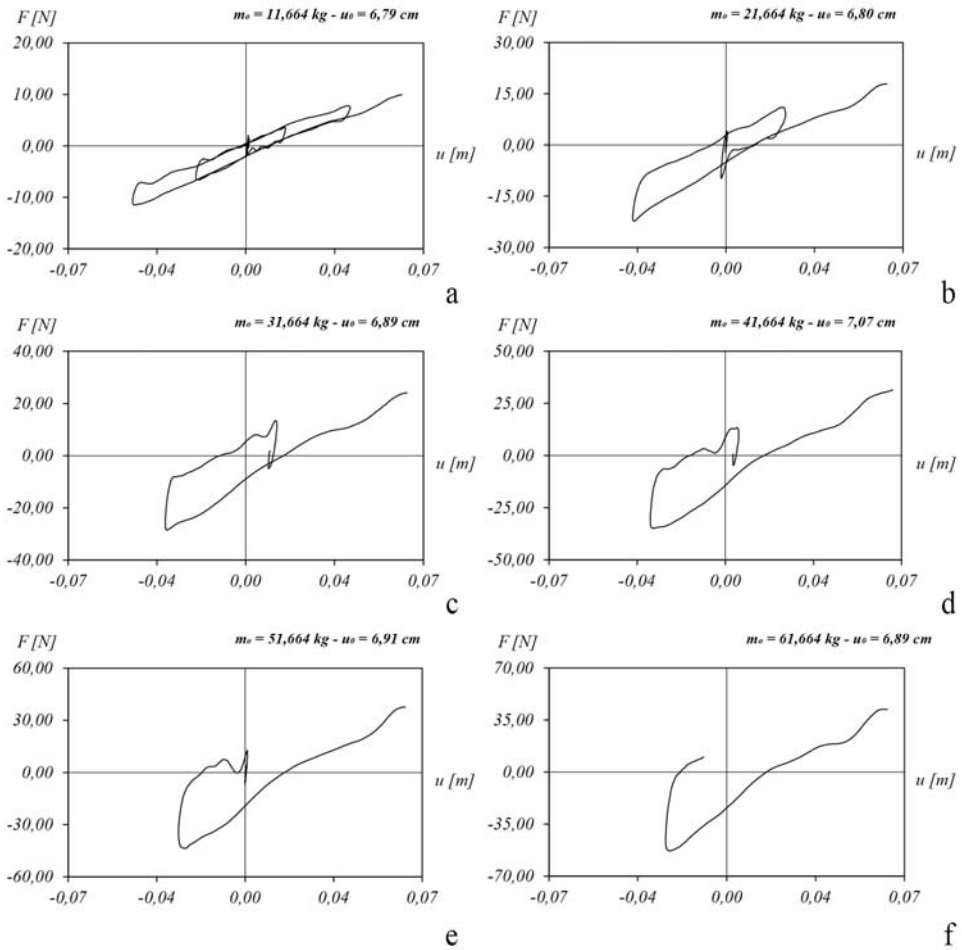 F [N]
mₒ = 11,664 kg - u₀ = 6,79 cm
20,00
10,00
0,00
-10,00
-20,00
-0,07
-0,04
0,00
0,04
0,07
u [m]
a
F [N]
mₒ = 21,664 kg - u₀ = 6,80 cm
30,00
15,00
0,00
-15,00
-30,00
-0,07
-0,04
0,00
0,04
0,07
u [m]
b
F [N]
mₒ = 31,664 kg - u₀ = 6,89 cm
40,00
20,00
0,00
-20,00
-40,00
-0,07
-0,04
0,00
0,04
0,07
u [m]
c
F [N]
mₒ = 41,664 kg - u₀ = 7,07 cm
50,00
25,00
0,00
-25,00
-50,00
-0,07
-0,04
0,00
0,04
0,07
u [m]
d
F [N]
mₒ = 51,664 kg - u₀ = 6,91 cm
60,00
30,00
0,00
-30,00
-60,00
-0,07
-0,04
0,00
0,04
0,07
u [m]
e
F [N]
mₒ = 61,664 kg - u₀ = 6,89 cm
70,00
35,00
0,00
-35,00
-70,00
-0,07
-0,04
0,00
0,04
0,07
u [m]
f